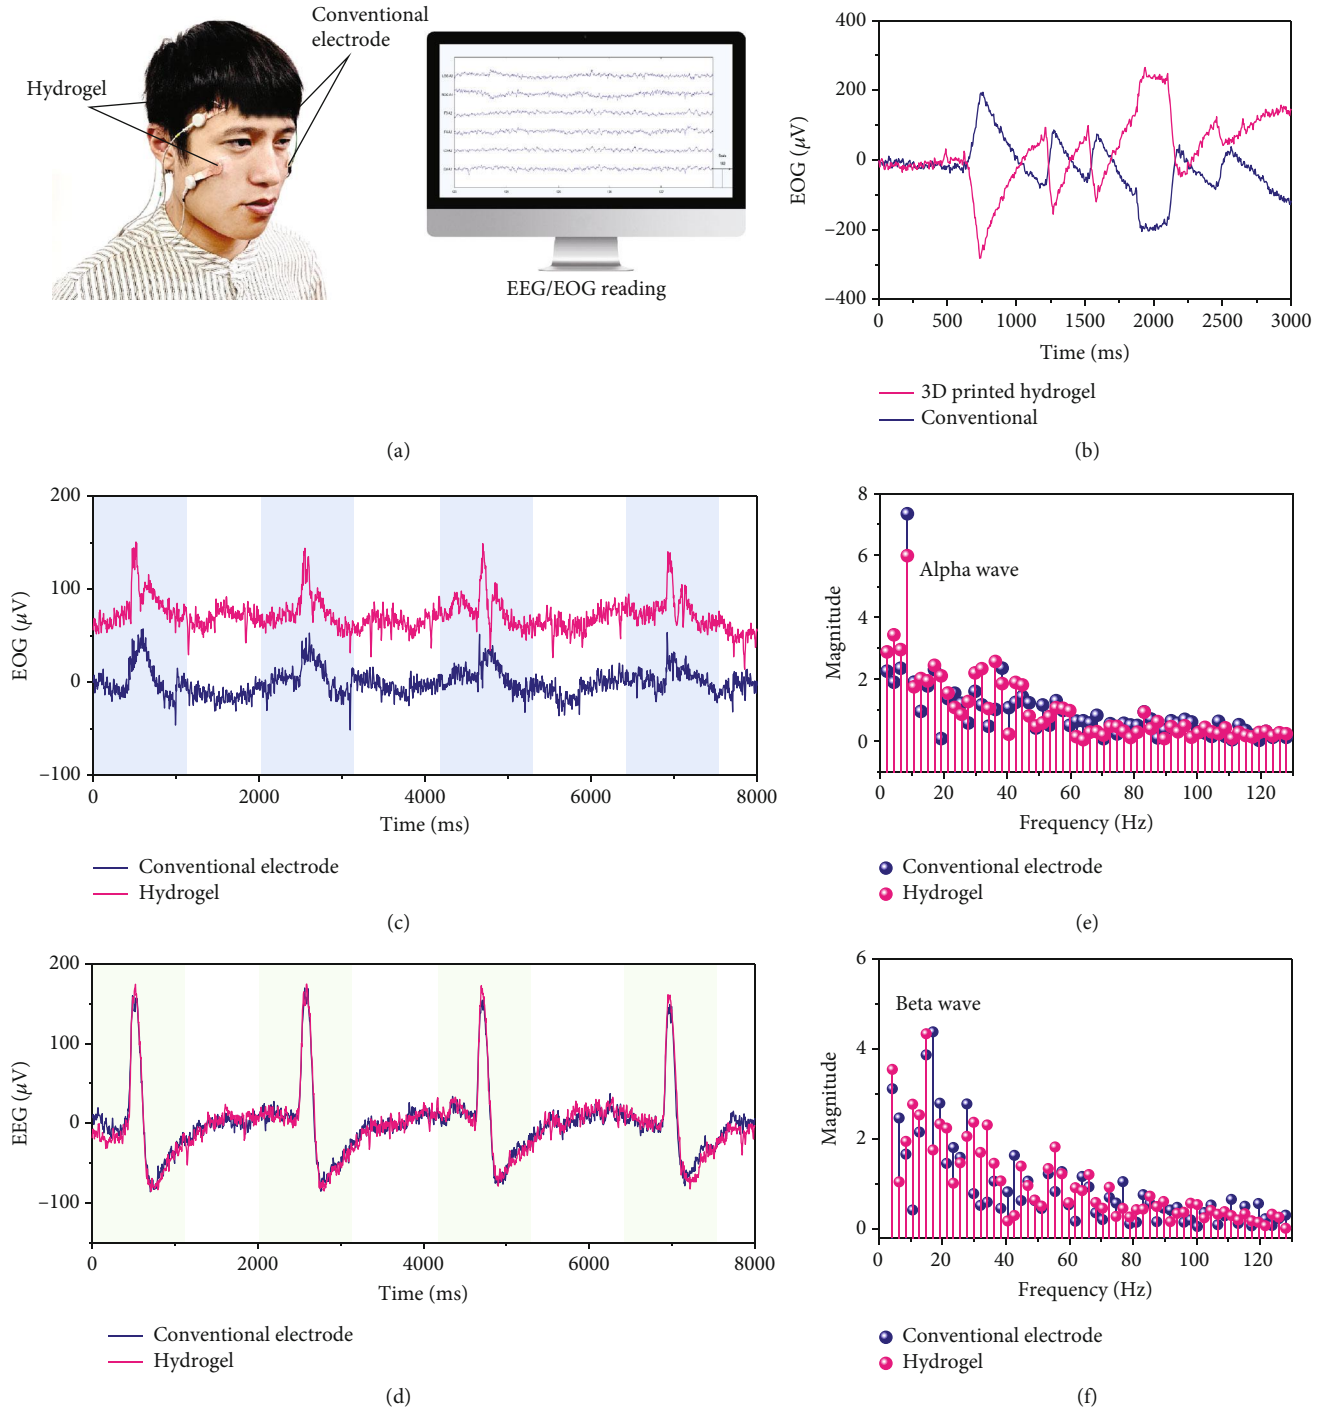 Conventional
electrode
Hydrogel
EEG/EOG reading
(a)
400
200
0
−200
−400
EOG (μV)
0 500 1000 1500 2000 2500 3000
Time (ms)
3D printed hydrogel
Conventional
(b)
200
100
0
−100
EOG (μV)
0 2000 4000 6000 8000
Time (ms)
Conventional electrode
Hydrogel
(c)
8
6
4
2
0
Magnitude
Alpha wave
0 20 40 60 80 100 120
Frequency (Hz)
Conventional electrode
Hydrogel
(e)
200
100
0
−100
EEG (μV)
0 2000 4000 6000 8000
Time (ms)
Conventional electrode
Hydrogel
(d)
6
4
2
0
Magnitude
Beta wave
0 20 40 60 80 100 120
Frequency (Hz)
Conventional electrode
Hydrogel
(f)